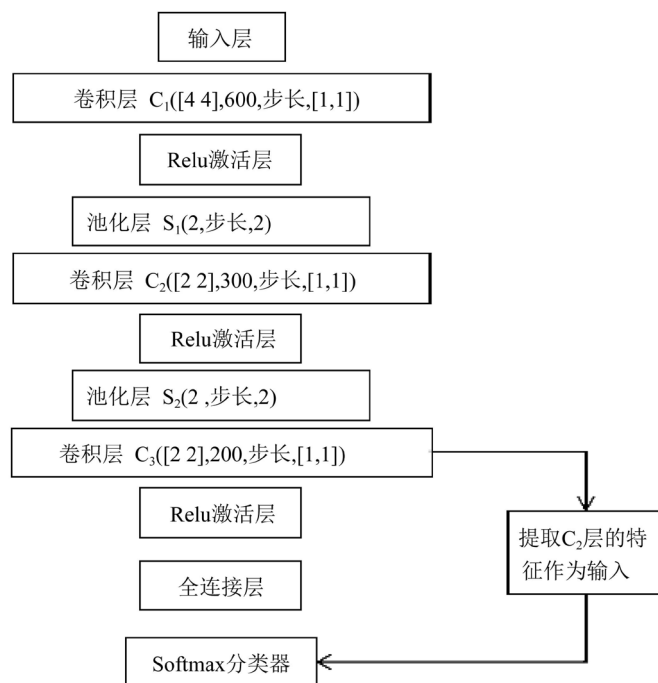 输入层
卷积层 C₁([4 4],600,步长,[1,1])
Relu激活层
池化层 S₁(2,步长,2)
卷积层 C₂([2 2],300,步长,[1,1])
Relu激活层
池化层 S₂(2 ,步长,2)
卷积层 C₃([2 2],200,步长,[1,1])
Relu激活层
提取C₂层的特
征作为输入
全连接层
Softmax分类器